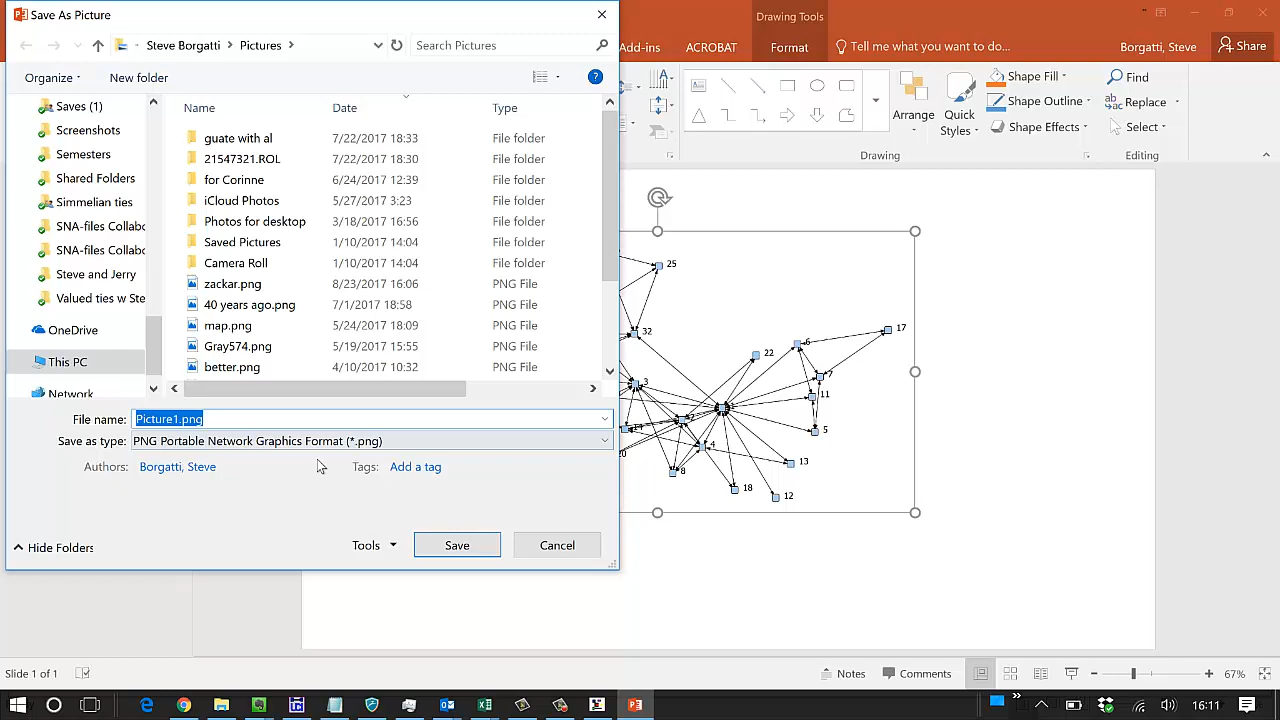 Save As Picture
Steve Borgatti
Pictures
Search Pictures
Organize
New folder
Saves (1)
Screenshots
Semesters
Shared Folders
Simmelian ties
SNA-files Collabo
SNA-files Collabo
Steve and Jerry
Valued ties w Ste
OneDrive
This PC
Network
Name Date Type
guate with al 7/22/2017 18:33 File folder
21547321.ROL 7/22/2017 18:30 File folder
for Corinne 6/24/2017 12:39 File folder
iCloud Photos 5/27/2017 3:23 File folder
Photos for desktop 3/18/2017 16:56 File folder
Saved Pictures 1/10/2017 14:04 File folder
Camera Roll 1/10/2017 14:04 File folder
zackar.png 8/23/2017 16:06 PNG File
40 years ago.png 7/1/2017 18:58 PNG File
map.png 5/24/2017 18:09 PNG File
Gray574.png 5/19/2017 15:55 PNG File
better.png 4/10/2017 10:32 PNG File
File name: Picture1.png
Save as type: PNG Portable Network Graphics Format (*.png)
Authors: Borgatti, Steve
Tags: Add a tag
Hide Folders
Tools
Save
Cancel
Drawing Tools
Add-ins
ACROBAT
Format
Tell me what you want to do...
Borgatti, Steve
Share
Arrange
Quick
Styles
Shape Fill
Shape Outline
Shape Effects
Find
Replace
Select
Drawing
Editing
25
32
17
6
22
7
3
11
5
4
13
8
18
12
Slide 1 of 1
Notes
Comments
67%
16:11